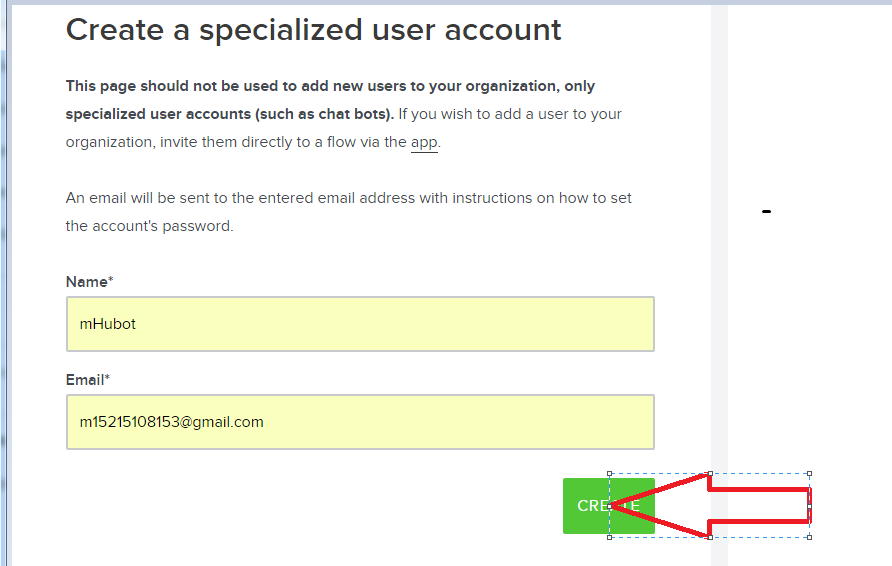 Create a specialized user account
This page should not be used to add new users to your organization, only
specialized user accounts (such as chat bots). If you wish to add a user to your
organization, invite them directly to a flow via the app.
An email will be sent to the entered email address with instructions on how to set
the account's password.
Name*
mHubot
Email*
m15215108153@gmail.com
CREATE